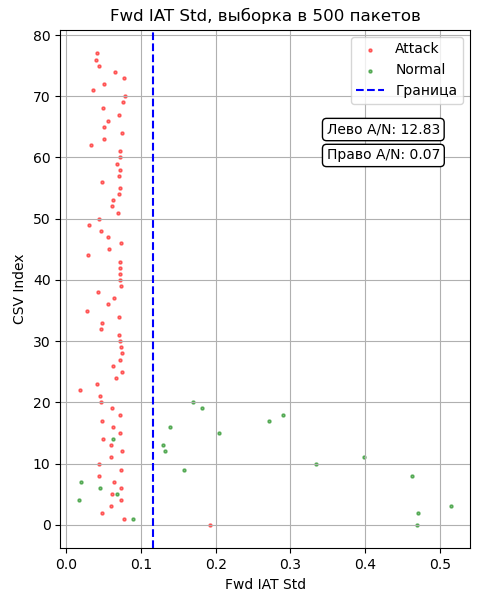 Fwd IAT Std, выборка в 500 пакетов
Attack
Normal
Граница
Лево A/N: 12.83
Право A/N: 0.07
80
70
60
50
40
30
20
10
0
CSV Index
0.0 0.1 0.2 0.3 0.4 0.5
Fwd IAT Std